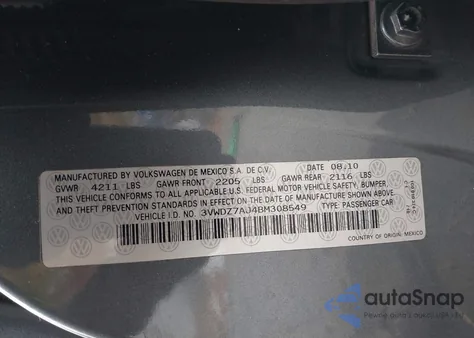 MANUFACTURED BY VOLKSWAGEN DE MEXICO S.A. DE C.V. DATE 08.10
GVWR 4211 LBS GAWR FRONT 2205 LBS GAWR REAR 2116 LBS
THIS VEHICLE CONFORMS TO ALL APPLICABLE U.S. FEDERAL MOTOR VEHICLE SAFETY, BUMPER,
AND THEFT PREVENTION STANDARDS IN EFFECT ON THE DATE OF MANUFACTURE SHOWN ABOVE.
VEHICLE I.D. NO. 3VWDZ7AJ4BM308549 TYPE: PASSENGER CAR
COUNTRY OF ORIGIN: MEXICO
autoSnap